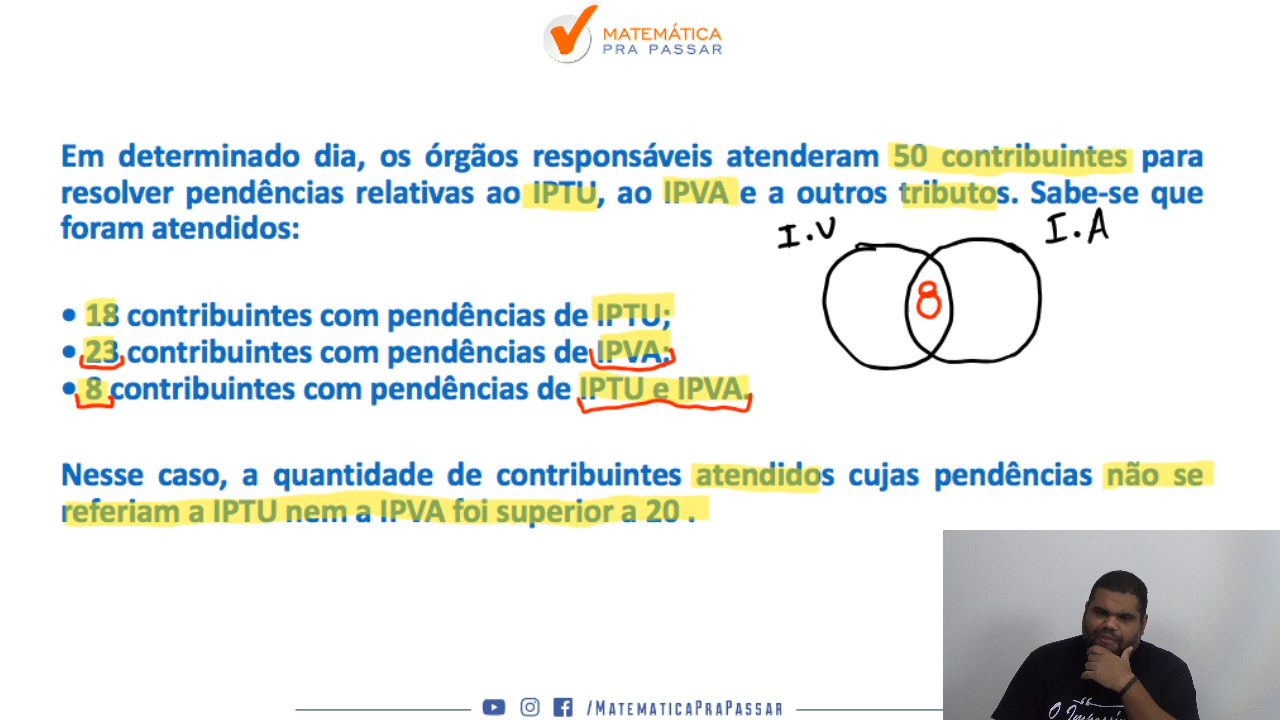 MATEMÁTICA
PRA PASSAR
Em determinado dia, os órgãos responsáveis atenderam 50 contribuintes para
resolver pendências relativas ao IPTU, ao IPVA e a outros tributos. Sabe-se que
foram atendidos:
I.U
I.A
8
• 18 contribuintes com pendências de IPTU;
• 23 contribuintes com pendências de IPVA;
• 8 contribuintes com pendências de IPTU e IPVA.
Nesse caso, a quantidade de contribuintes atendidos cujas pendências não se
referiam a IPTU nem a IPVA foi superior a 20 .
/MATEMATICAPRAPASSAR